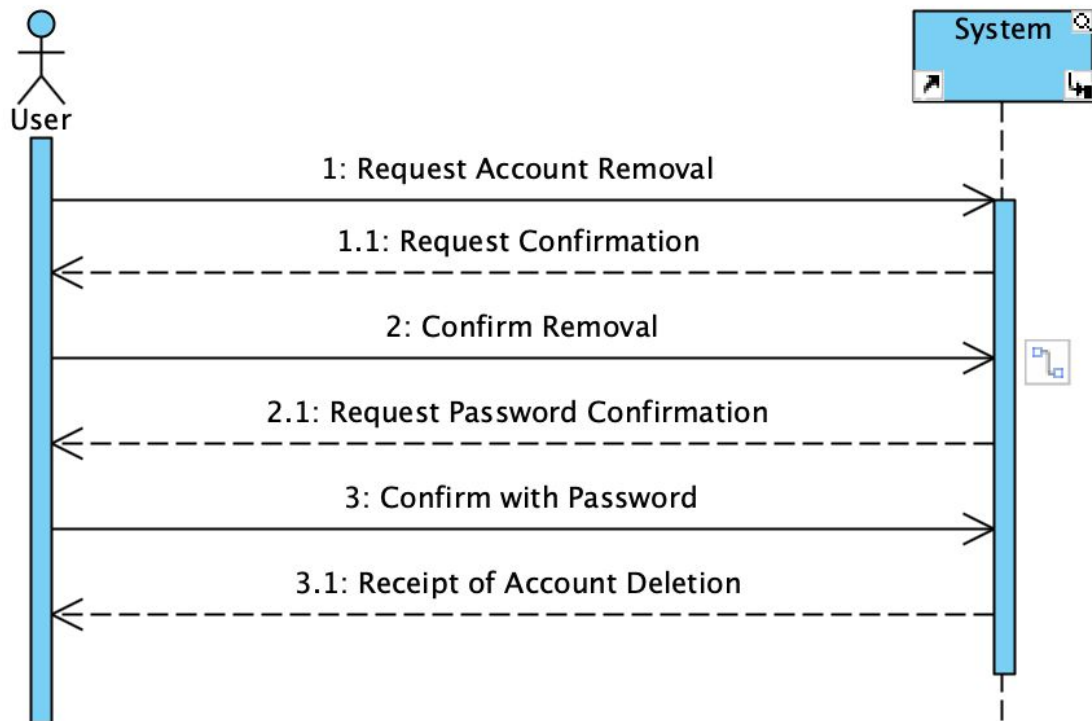 System
User
1: Request Account Removal
1.1: Request Confirmation
2: Confirm Removal
2.1: Request Password Confirmation
3: Confirm with Password
3.1: Receipt of Account Deletion